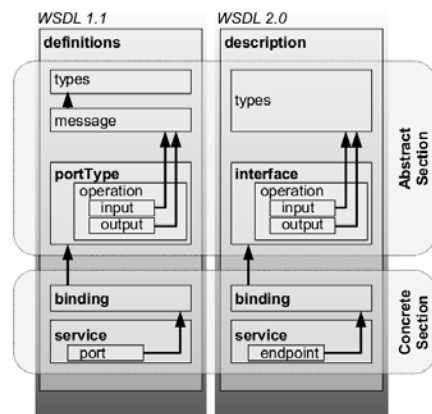 WSDL 1.1
definitions
types
message
portType
operation
input
output
binding
service
port
WSDL 2.0
description
types
interface
operation
input
output
binding
service
endpoint
Abstract
Section
Concrete
Section